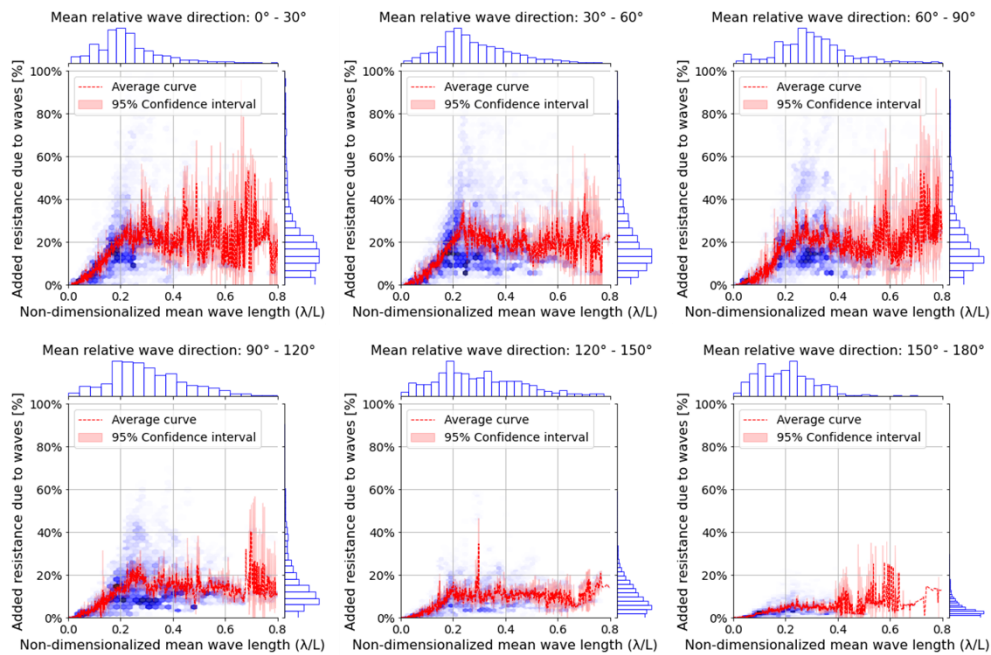 Mean relative wave direction: 0° - 30°
Mean relative wave direction: 30° - 60°
Mean relative wave direction: 60° - 90°
Added resistance due to waves [%]
100%
80%
60%
40%
20%
0%
Average curve
95% Confidence interval
0.0 0.2 0.4 0.6 0.8
Non-dimensionalized mean wave length (λ/L)
Added resistance due to waves [%]
100%
80%
60%
40%
20%
0%
Average curve
95% Confidence interval
0.0 0.2 0.4 0.6 0.8
Non-dimensionalized mean wave length (λ/L)
Added resistance due to waves [%]
100%
80%
60%
40%
20%
0%
Average curve
95% Confidence interval
0.0 0.2 0.4 0.6 0.8
Non-dimensionalized mean wave length (λ/L)
Mean relative wave direction: 90° - 120°
Mean relative wave direction: 120° - 150°
Mean relative wave direction: 150° - 180°
Added resistance due to waves [%]
100%
80%
60%
40%
20%
0%
Average curve
95% Confidence interval
0.0 0.2 0.4 0.6 0.8
Non-dimensionalized mean wave length (λ/L)
Added resistance due to waves [%]
100%
80%
60%
40%
20%
0%
Average curve
95% Confidence interval
0.0 0.2 0.4 0.6 0.8
Non-dimensionalized mean wave length (λ/L)
Added resistance due to waves [%]
100%
80%
60%
40%
20%
0%
Average curve
95% Confidence interval
0.0 0.2 0.4 0.6 0.8
Non-dimensionalized mean wave length (λ/L)